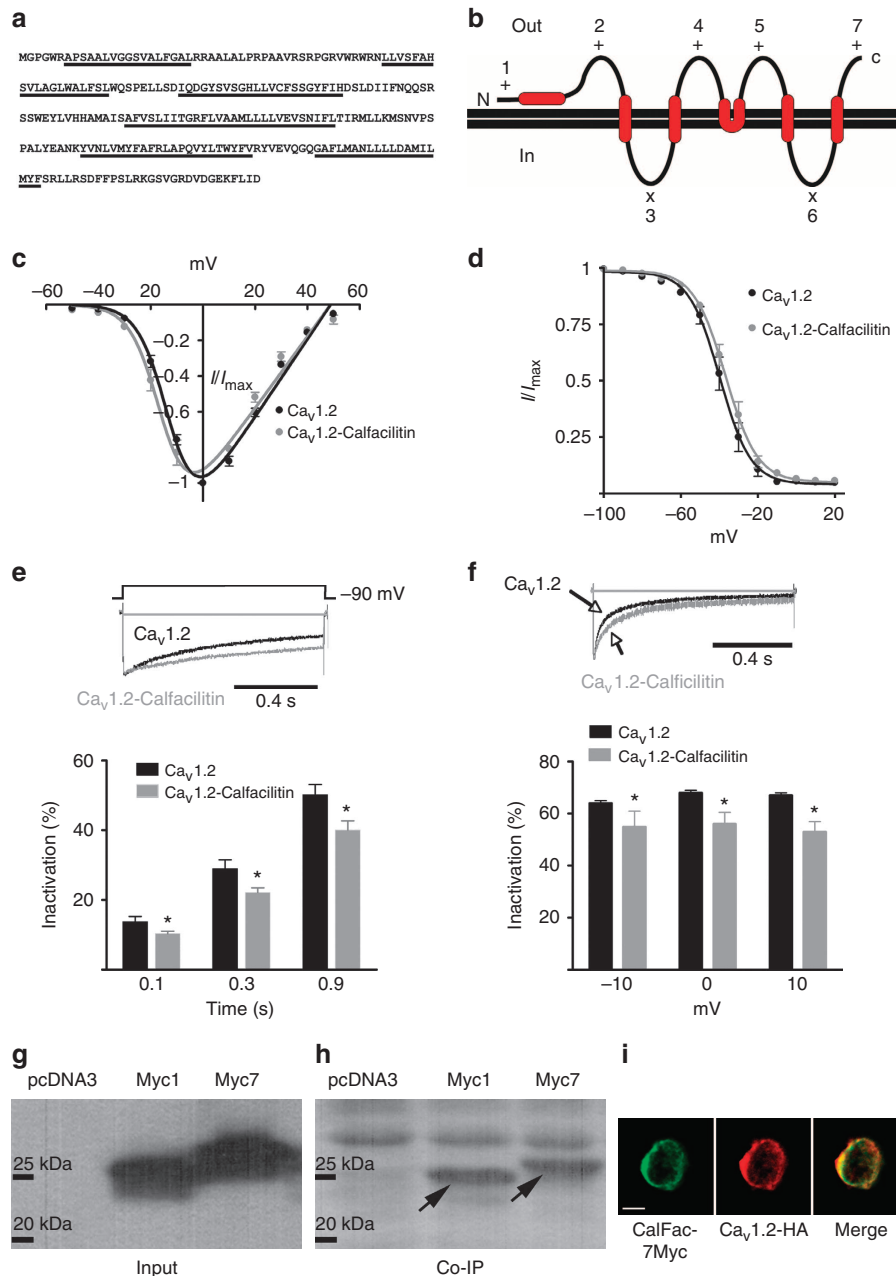 a
MGPGWRAPSAALVGGSVALFGALRRAALALPRPAAVRSRPGRVWRWRNLLVSFAH
SVLAGLWALFSLWQSPELLSDIQDGYSVSGHLLVCFSSGYFIHDSLDIIFNQQSR
SSWEYLVHHAMAISAFVSLIITGRFLVAAMLLLLVEVSNIFLTIRMLLKMSNVPS
PALYEANKYVNLVMYFAFRLAPQVYLTWYFVRYVEVQGQGAFLMANLLLLLDAMIL
MYFSRLLRSDFFPSLRKGSVGRDVDGEKFLID
b
Out
2
4
5
7
+
+
+
+
c
1
+
N
In
x
x
3
6
c
mV
−60
−40
20
0
20
40
60
−0.2
−0.4
−0.6
−0.8
−1
I/Imax
Cav1.2
Cav1.2-Calfacilitin
d
1
0.75
0.5
0.25
I/Imax
Cav1.2
Cav1.2-Calfacilitin
−100
−60
−20
20
mV
e
−90 mV
Cav1.2
Cav1.2-Calfacilitin
0.4 s
60
40
20
Inactivation (%)
Cav1.2
Cav1.2-Calfacilitin
*
*
*
0.1
0.3
0.9
Time (s)
f
Cav1.2
0.4 s
Cav1.2-Calficilitin
Cav1.2
Cav1.2-Calfacilitin
80
60
40
20
Inactivation (%)
*
*
*
−10
0
10
mV
g
pcDNA3
Myc1
Myc7
25 kDa
20 kDa
Input
h
pcDNA3
Myc1
Myc7
25 kDa
20 kDa
Co-IP
i
CalFac-
7Myc
Cav1.2-HA
Merge